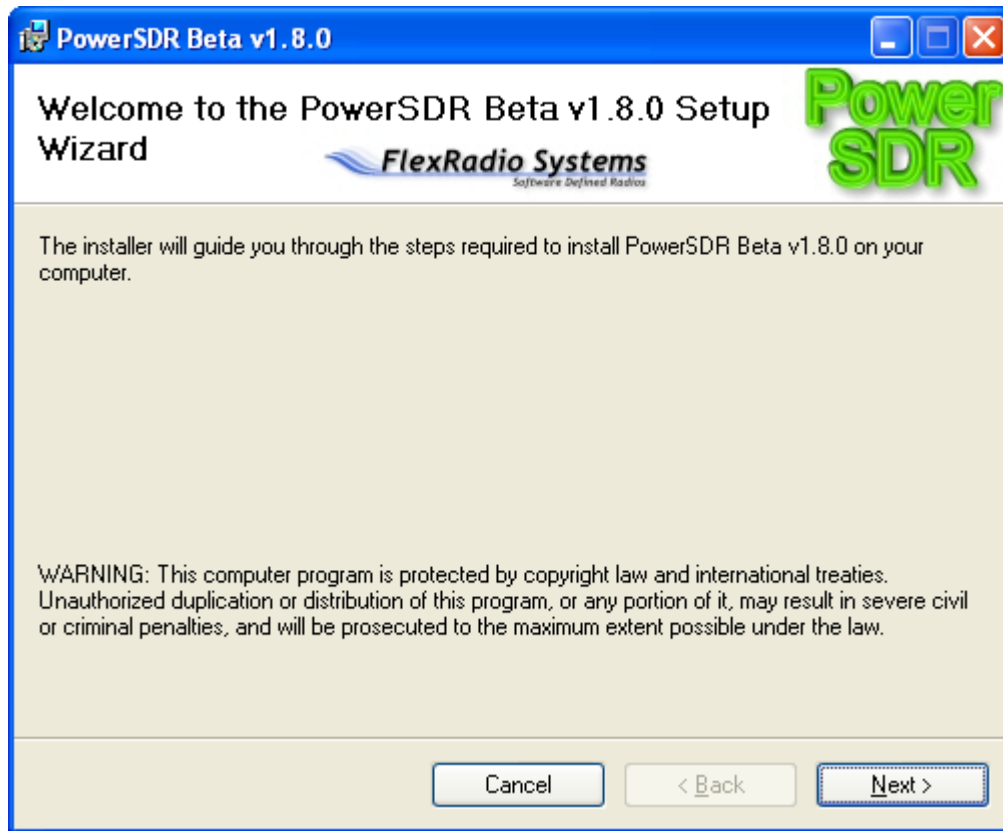 PowerSDR Beta v1.8.0
Welcome to the PowerSDR Beta v1.8.0 Setup
Wizard
FlexRadio Systems
Software Defined Radios
Power
SDR
The installer will guide you through the steps required to install PowerSDR Beta v1.8.0 on your
computer.
WARNING: This computer program is protected by copyright law and international treaties.
Unauthorized duplication or distribution of this program, or any portion of it, may result in severe civil
or criminal penalties, and will be prosecuted to the maximum extent possible under the law.
Cancel
< Back
Next >